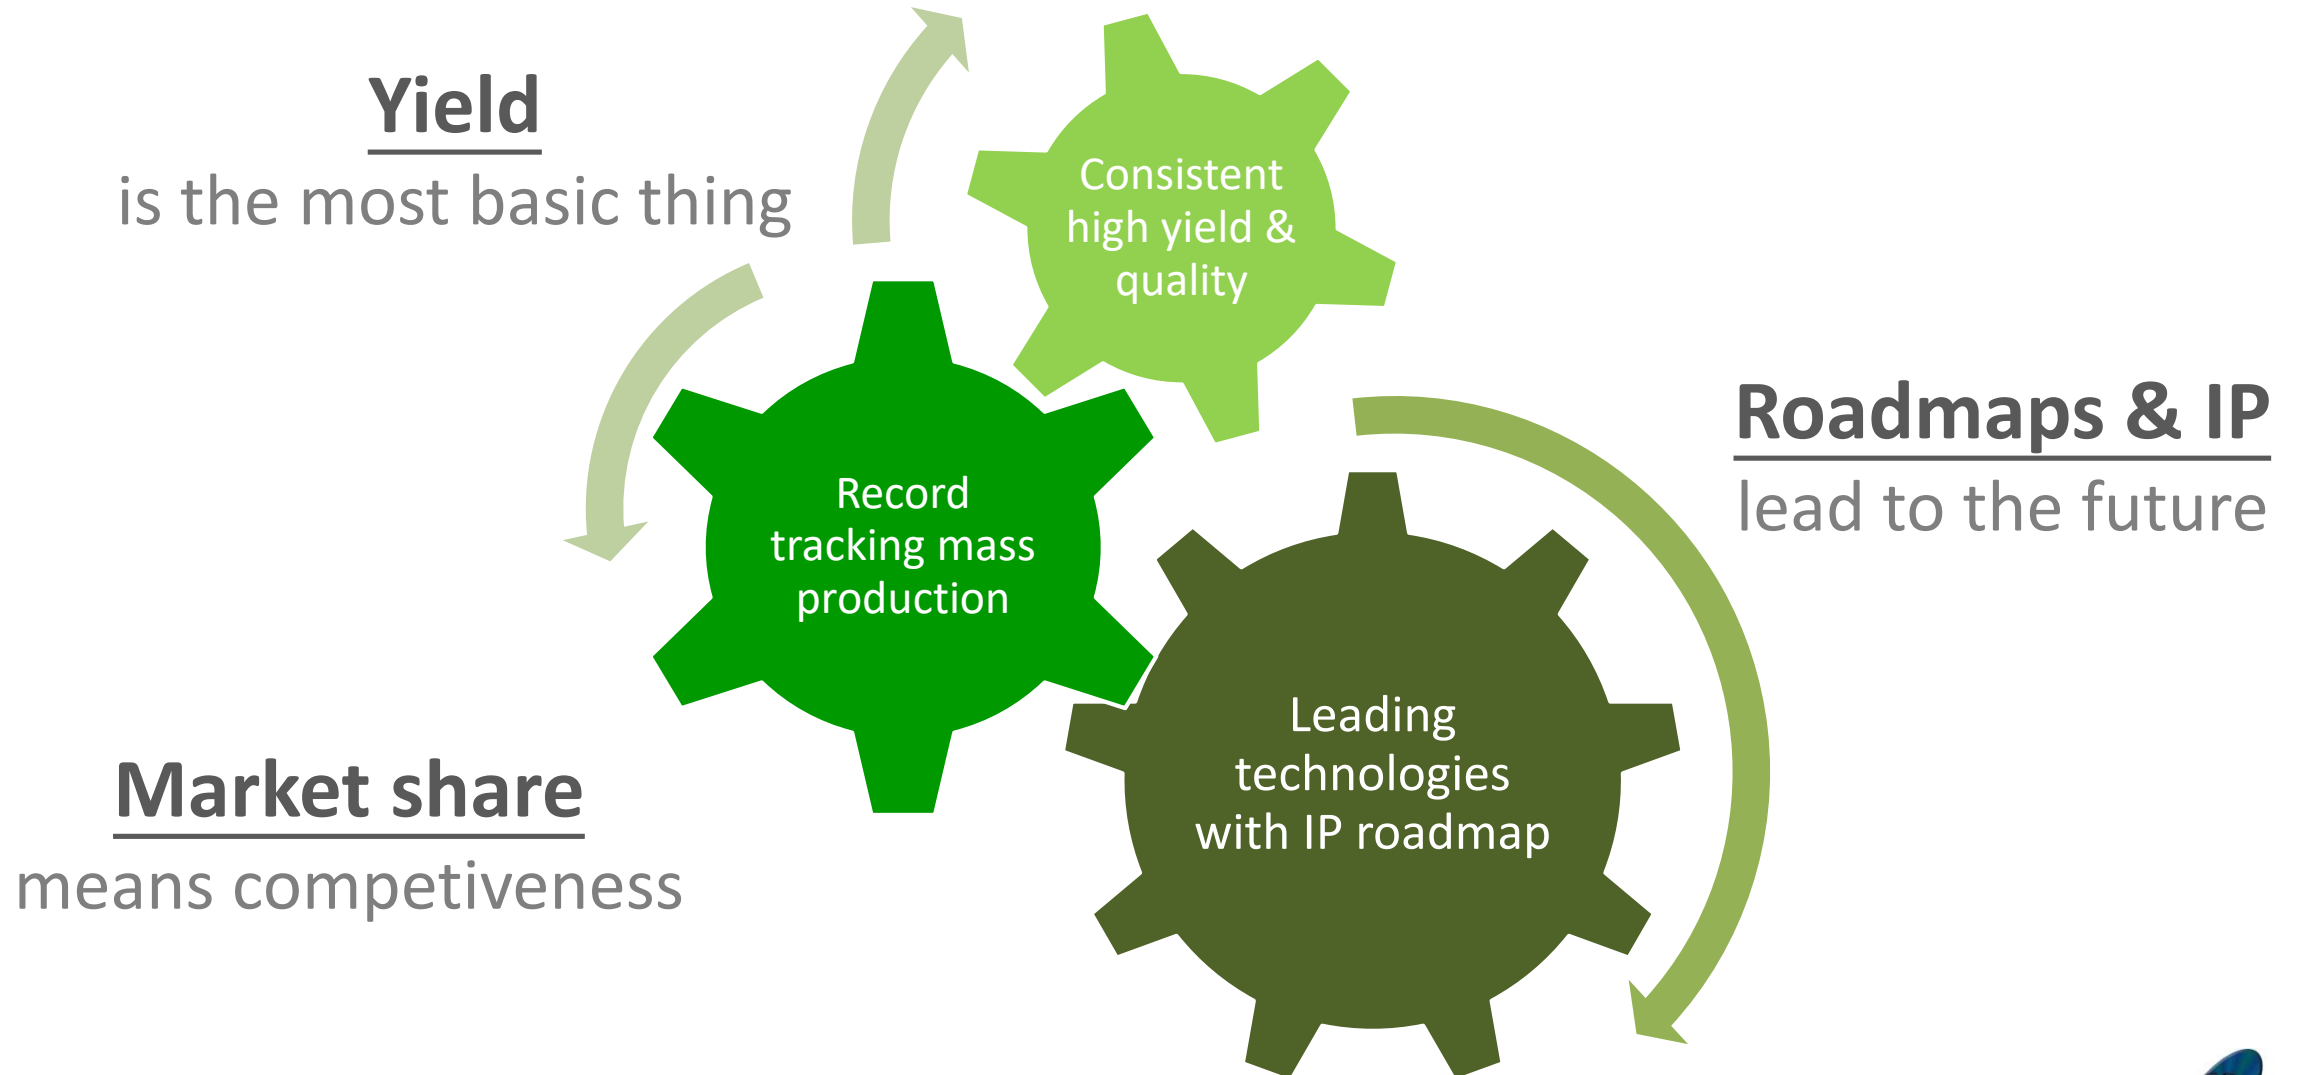 Yield
is the most basic thing
Consistent
high yield &
quality
Roadmaps & IP
lead to the future
Record
tracking mass
production
Leading
technologies
with IP roadmap
Market share
means competiveness